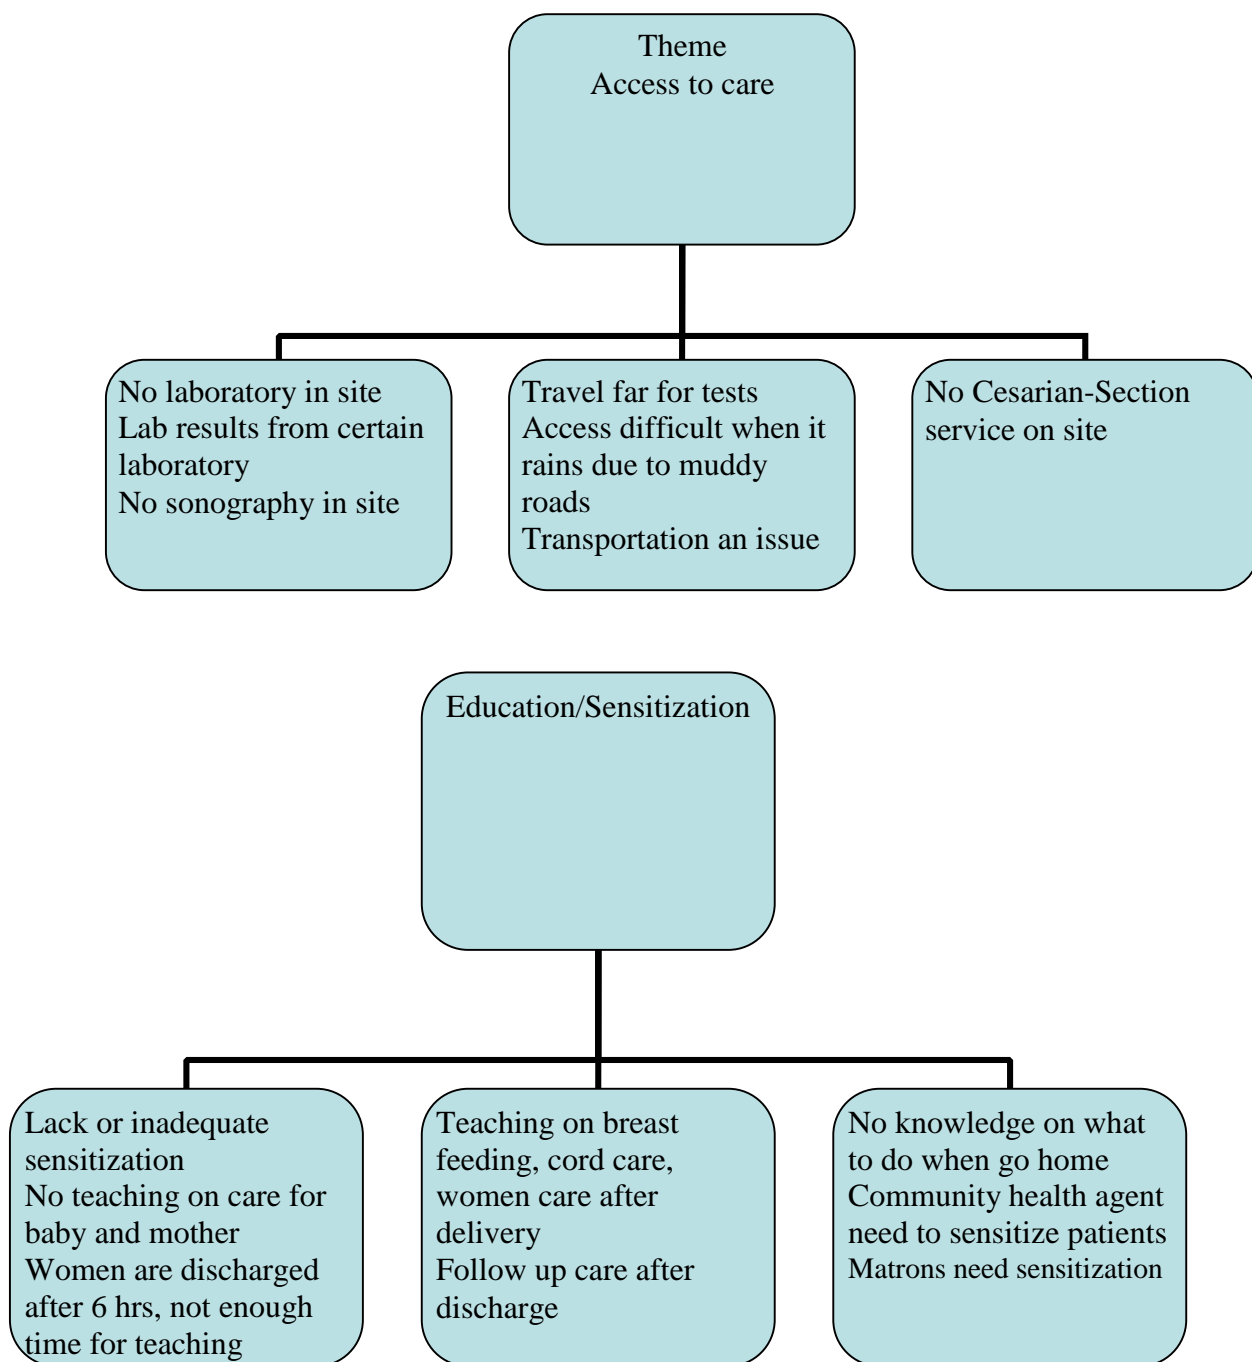 Theme
Access to care
No laboratory in site
Lab results from certain
laboratory
No sonography in site
Travel far for tests
Access difficult when it
rains due to muddy
roads
Transportation an issue
No Cesarian-Section
service on site
Education/Sensitization
Lack or inadequate
sensitization
No teaching on care for
baby and mother
Women are discharged
after 6 hrs, not enough
time for teaching
Teaching on breast
feeding, cord care,
women care after
delivery
Follow up care after
discharge
No knowledge on what
to do when go home
Community health agent
need to sensitize patients
Matrons need sensitization